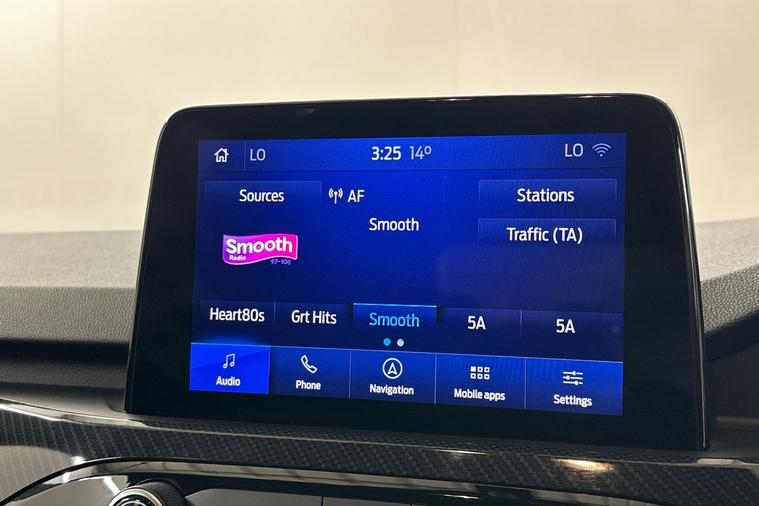 LO 3:25 14° LO
Sources AF Stations
Smooth
Traffic (TA)
Smooth
Radio 97-108
Heart80s Grt Hits Smooth 5A 5A
Audio Phone Navigation Mobile apps Settings